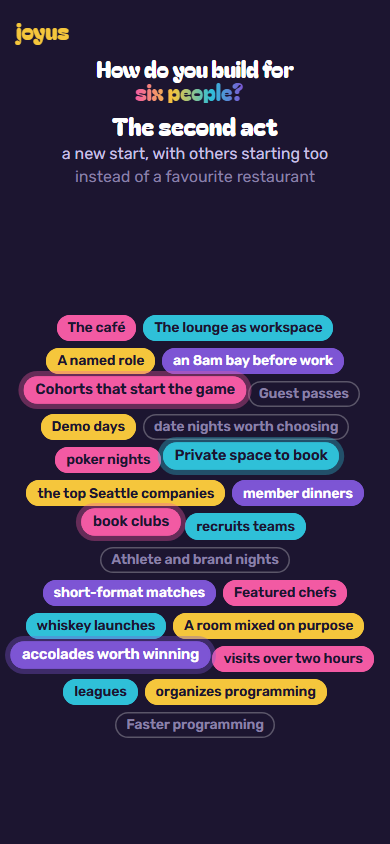 joyus
How do you build for
six people?
The second act
a new start, with others starting too
instead of a favourite restaurant
The café The lounge as workspace
A named role an 8am bay before work
Cohorts that start the game Guest passes
Demo days date nights worth choosing
poker nights Private space to book
the top Seattle companies member dinners
book clubs recruits teams
Athlete and brand nights
short-format matches Featured chefs
whiskey launches A room mixed on purpose
accolades worth winning visits over two hours
leagues organizes programming
Faster programming